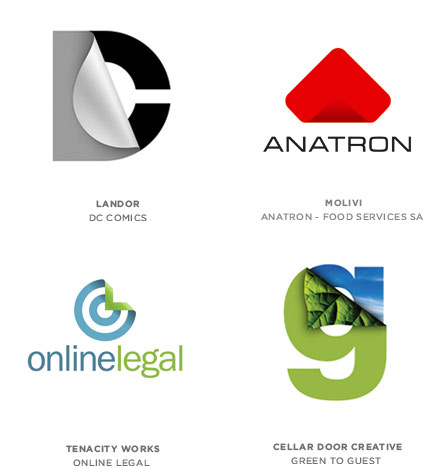 DC
ANATRON
LANDOR
DC COMICS
MOLIVI
ANATRON - FOOD SERVICES SA
onlinelegal
g
TENACITY WORKS
ONLINE LEGAL
CELLAR DOOR CREATIVE
GREEN TO GUEST